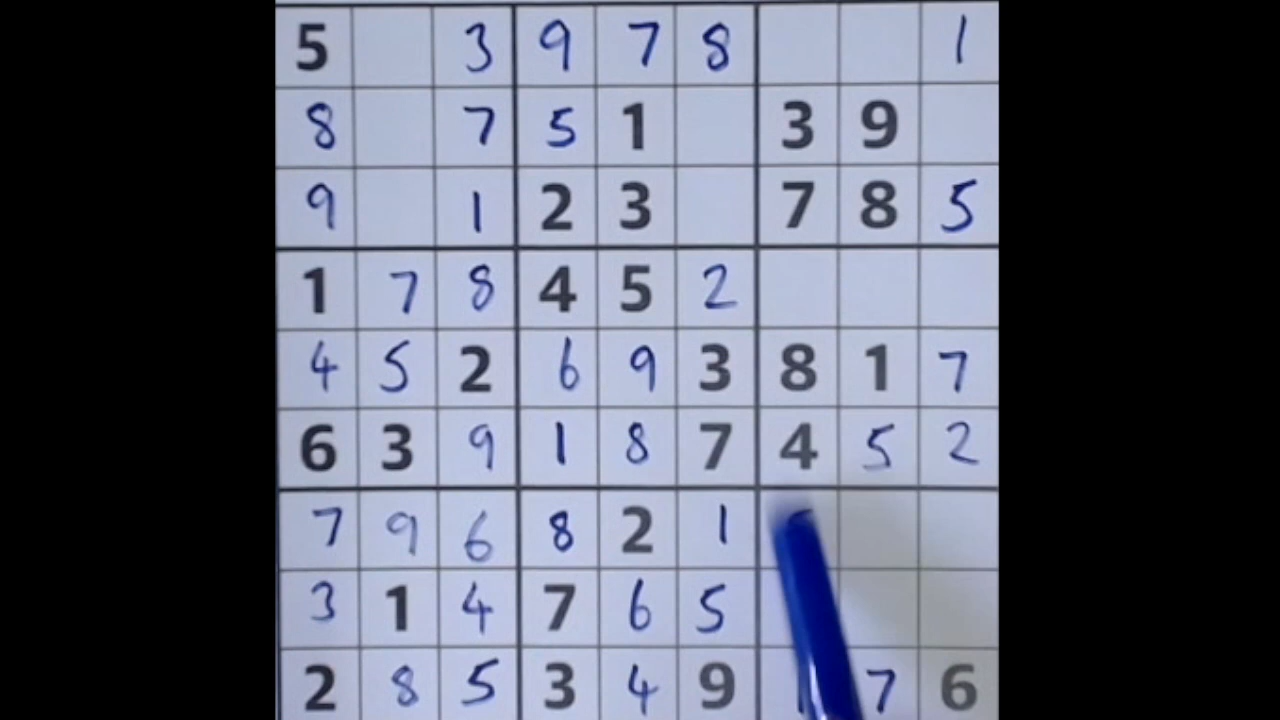 5 3 9 7 8 1
8 7 5 1 3 9
9 1 2 3 7 8 5
1 7 8 4 5 2
4 5 2 6 9 3 8 1 7
6 3 9 1 8 7 4 5 2
7 9 6 8 2 1
3 1 4 7 6 5
2 8 5 3 4 9 7 6